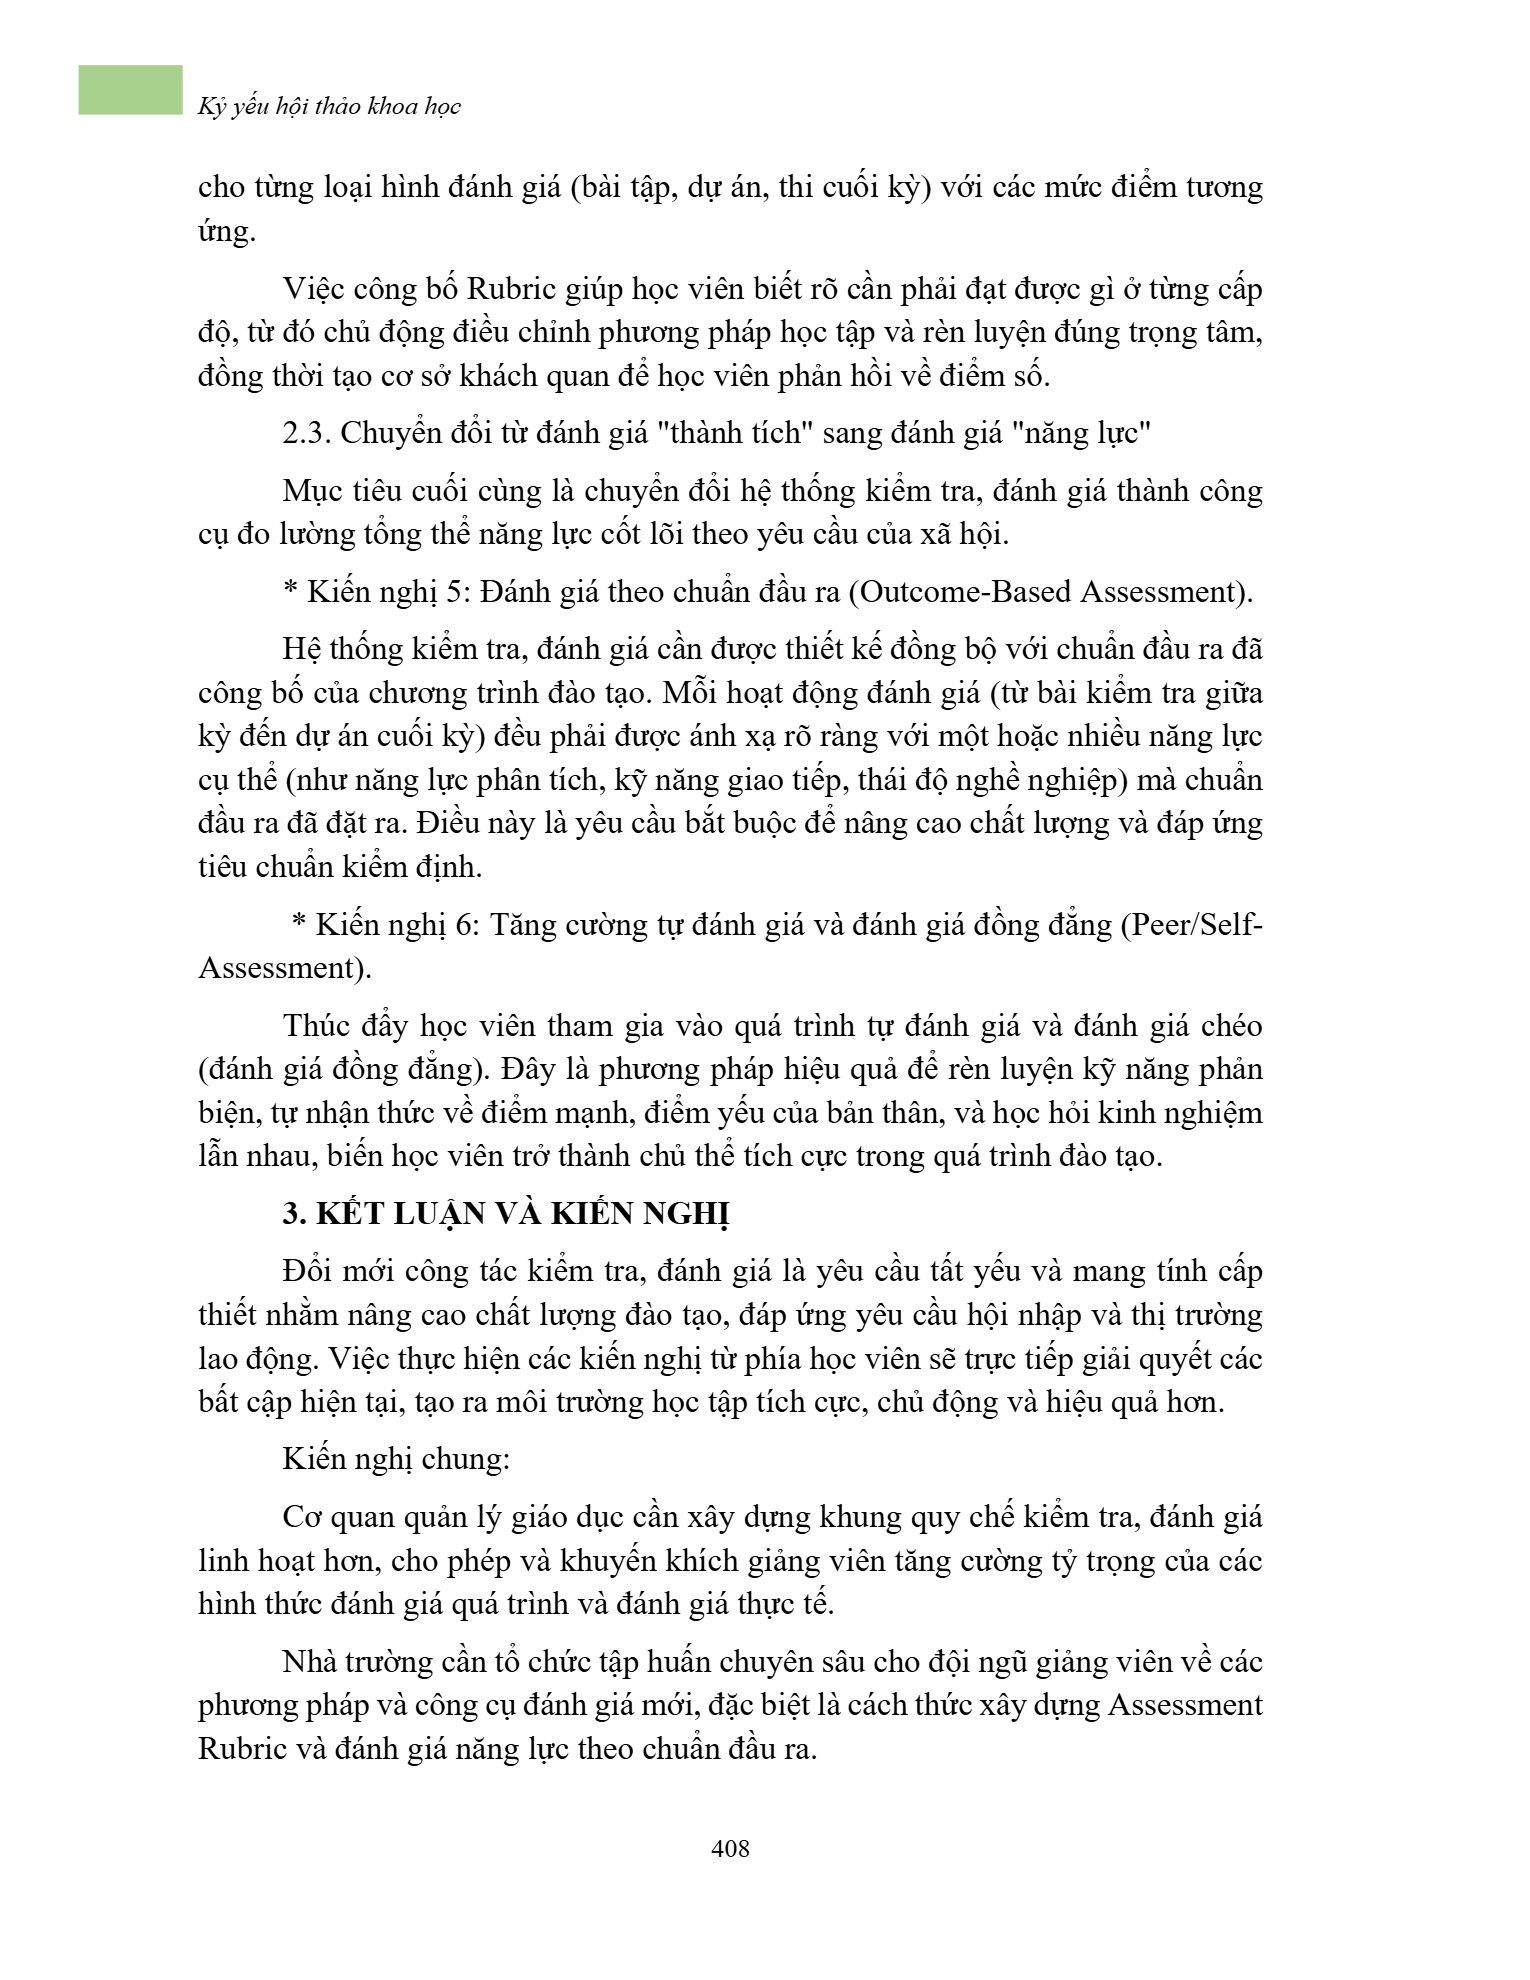 Kỷ yếu hội thảo khoa học
cho từng loại hình đánh giá (bài tập, dự án, thi cuối kỳ) với các mức điểm tương
ứng.
Việc công bố Rubric giúp học viên biết rõ cần phải đạt được gì ở từng cấp
độ, từ đó chủ động điều chỉnh phương pháp học tập và rèn luyện đúng trọng tâm,
đồng thời tạo cơ sở khách quan để học viên phản hồi về điểm số.
2.3. Chuyển đổi từ đánh giá "thành tích" sang đánh giá "năng lực"
Mục tiêu cuối cùng là chuyển đổi hệ thống kiểm tra, đánh giá thành công
cụ đo lường tổng thể năng lực cốt lõi theo yêu cầu của xã hội.
* Kiến nghị 5: Đánh giá theo chuẩn đầu ra (Outcome-Based Assessment).
Hệ thống kiểm tra, đánh giá cần được thiết kế đồng bộ với chuẩn đầu ra đã
công bố của chương trình đào tạo. Mỗi hoạt động đánh giá (từ bài kiểm tra giữa
kỳ đến dự án cuối kỳ) đều phải được ánh xạ rõ ràng với một hoặc nhiều năng lực
cụ thể (như năng lực phân tích, kỹ năng giao tiếp, thái độ nghề nghiệp) mà chuẩn
đầu ra đã đặt ra. Điều này là yêu cầu bắt buộc để nâng cao chất lượng và đáp ứng
tiêu chuẩn kiểm định.
* Kiến nghị 6: Tăng cường tự đánh giá và đánh giá đồng đẳng (Peer/Self-
Assessment).
Thúc đẩy học viên tham gia vào quá trình tự đánh giá và đánh giá chéo
(đánh giá đồng đẳng). Đây là phương pháp hiệu quả để rèn luyện kỹ năng phản
biện, tự nhận thức về điểm mạnh, điểm yếu của bản thân, và học hỏi kinh nghiệm
lẫn nhau, biến học viên trở thành chủ thể tích cực trong quá trình đào tạo.
3. KẾT LUẬN VÀ KIẾN NGHỊ
Đổi mới công tác kiểm tra, đánh giá là yêu cầu tất yếu và mang tính cấp
thiết nhằm nâng cao chất lượng đào tạo, đáp ứng yêu cầu hội nhập và thị trường
lao động. Việc thực hiện các kiến nghị từ phía học viên sẽ trực tiếp giải quyết các
bất cập hiện tại, tạo ra môi trường học tập tích cực, chủ động và hiệu quả hơn.
Kiến nghị chung:
Cơ quan quản lý giáo dục cần xây dựng khung quy chế kiểm tra, đánh giá
linh hoạt hơn, cho phép và khuyến khích giảng viên tăng cường tỷ trọng của các
hình thức đánh giá quá trình và đánh giá thực tế.
Nhà trường cần tổ chức tập huấn chuyên sâu cho đội ngũ giảng viên về các
phương pháp và công cụ đánh giá mới, đặc biệt là cách thức xây dựng Assessment
Rubric và đánh giá năng lực theo chuẩn đầu ra.
408